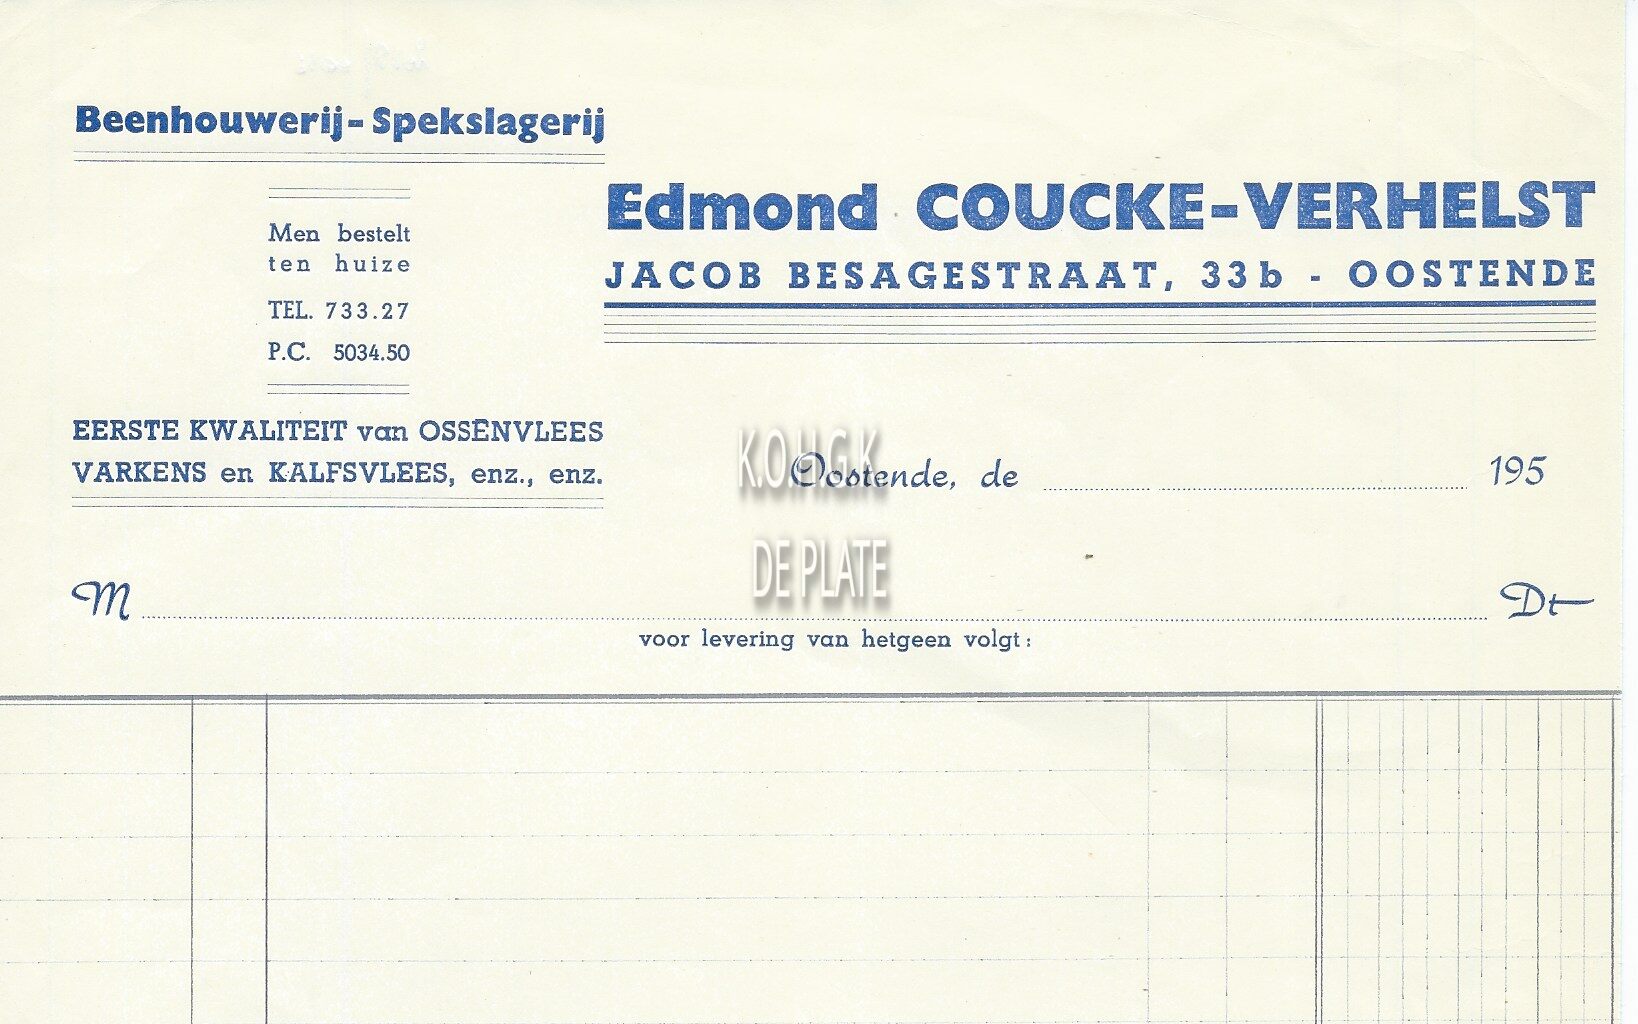 Beenhouwerij-Spekslagerij
Edmond COUCKE-VERHELST
JACOB BESAGESTRAAT, 33b - OOSTENDE
Men bestelt
ten huize
TEL. 733.27
P.C. 5034.50
EERSTE KWALITEIT van OSSENVLEES
VARKENS en KALFSVLEES, enz., enz.
Oostende, de 195
K.O.H.G.K
DE PLATE
M Dt
voor levering van hetgeen volgt: